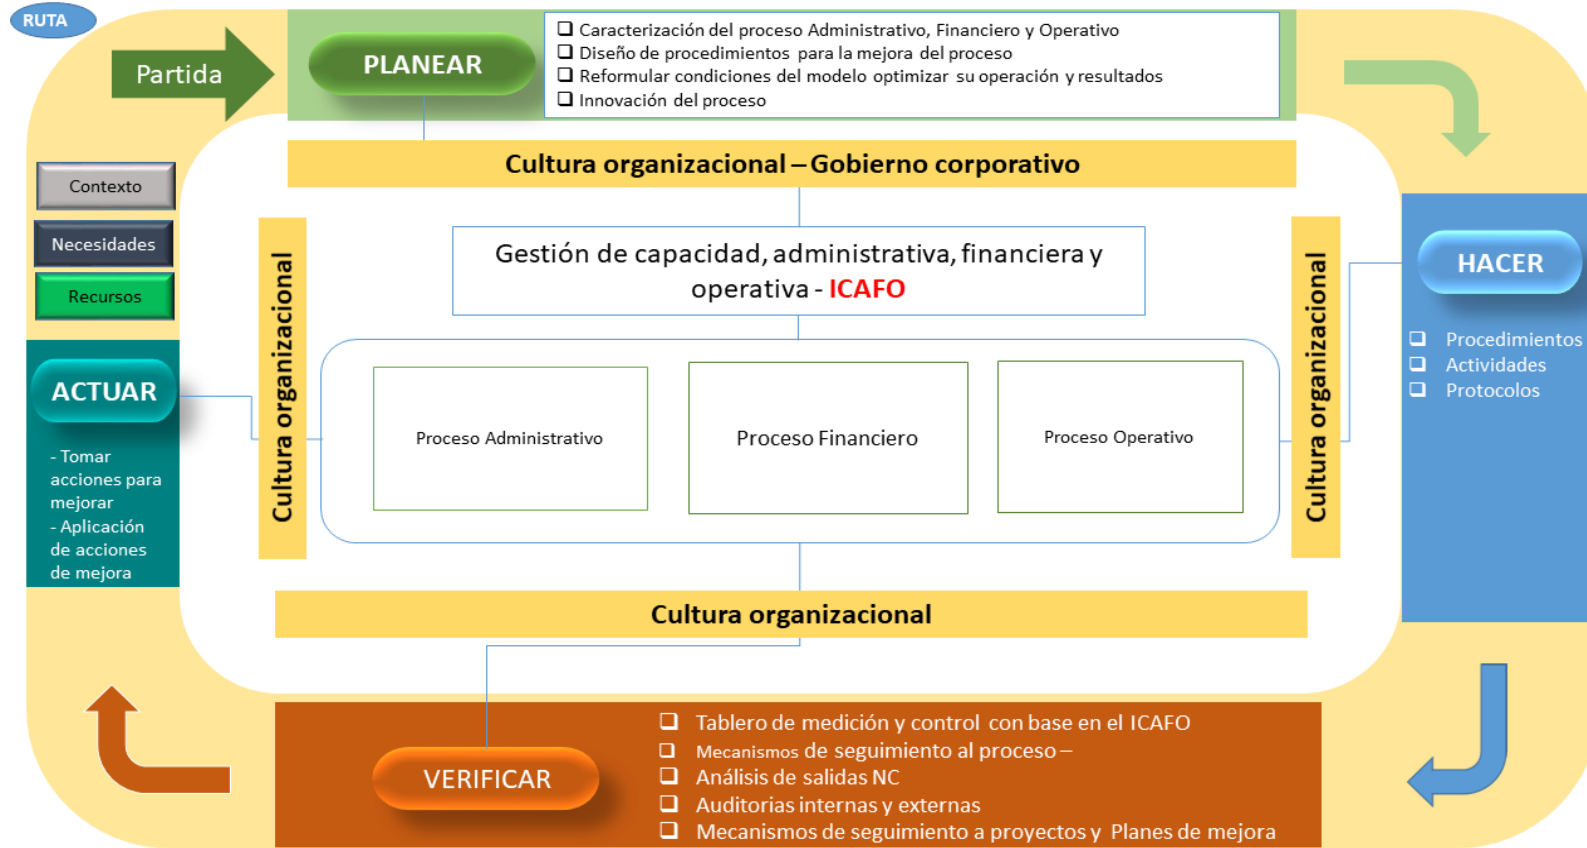 RUTA
Partida
PLANEAR
❑ Caracterización del proceso Administrativo, Financiero y Operativo
❑ Diseño de procedimientos para la mejora del proceso
❑ Reformular condiciones del modelo optimizar su operación y resultados
❑ Innovación del proceso
Cultura organizacional – Gobierno corporativo
Contexto
Necesidades
Recursos
Cultura organizacional
Gestión de capacidad, administrativa, financiera y
operativa - ICAFO
Cultura organizacional
HACER
❑ Procedimientos
❑ Actividades
❑ Protocolos
ACTUAR
- Tomar
acciones para
mejorar
- Aplicación
de acciones
de mejora
Proceso Administrativo
Proceso Financiero
Proceso Operativo
Cultura organizacional
VERIFICAR
❑ Tablero de medición y control con base en el ICAFO
❑ Mecanismos de seguimiento al proceso –
❑ Análisis de salidas NC
❑ Auditorias internas y externas
❑ Mecanismos de seguimiento a proyectos y Planes de mejora